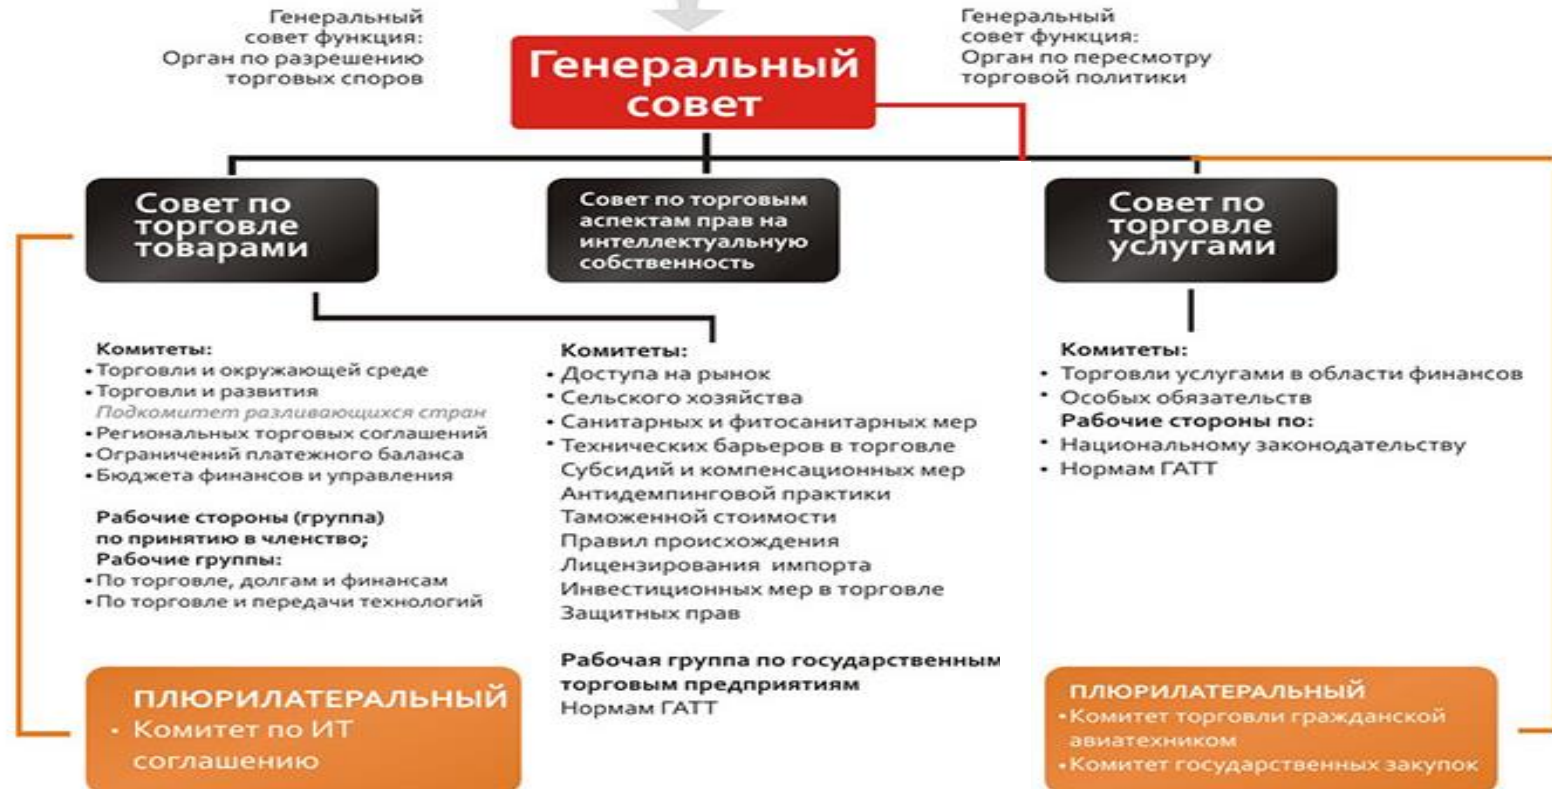 Генеральный
совет функция:
Орган по разрешению
торговых споров
Генеральный
совет
Генеральный
совет функция:
Орган по пересмотру
торговой политики
Совет по
торговле
товарами
Совет по торговым
аспектам прав на
интеллектуальную
собственность
Совет по
торговле
услугами
Комитеты:
• Торговли и окружающей среде
• Торговли и развития
Подкомитет разливающихся стран
• Региональных торговых соглашений
• Ограничений платежного баланса
• Бюджета финансов и управления
Рабочие стороны (группа)
по принятию в членство;
Рабочие группы:
• По торговле, долгам и финансам
• По торговле и передачи технологий
Комитеты:
• Доступа на рынок
• Сельского хозяйства
• Санитарных и фитосанитарных мер
• Технических барьеров в торговле
Субсидий и компенсационных мер
Антидемпинговой практики
Таможенной стоимости
Правил происхождения
Лицензирования импорта
Инвестиционных мер в торговле
Защитных прав
Рабочая группа по государственным
торговым предприятиям
Нормам ГАТТ
Комитеты:
• Торговли услугами в области финансов
• Особых обязательств
Рабочие стороны по:
• Национальному законодательству
• Нормам ГАТТ
ПЛЮРИЛАТЕРАЛЬНЫЙ
• Комитет по ИТ
соглашению
ПЛЮРИЛАТЕРАЛЬНЫЙ
• Комитет торговли гражданской
авиатехником
• Комитет государственных закупок